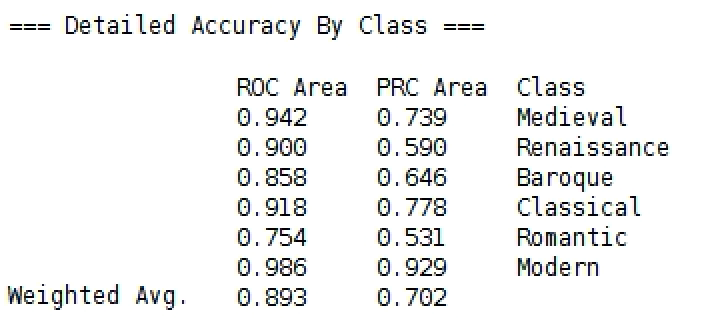 === Detailed Accuracy By Class ===
ROC Area PRC Area Class
0.942 0.739 Medieval
0.900 0.590 Renaissance
0.858 0.646 Baroque
0.918 0.778 Classical
0.754 0.531 Romantic
0.986 0.929 Modern
Weighted Avg. 0.893 0.702